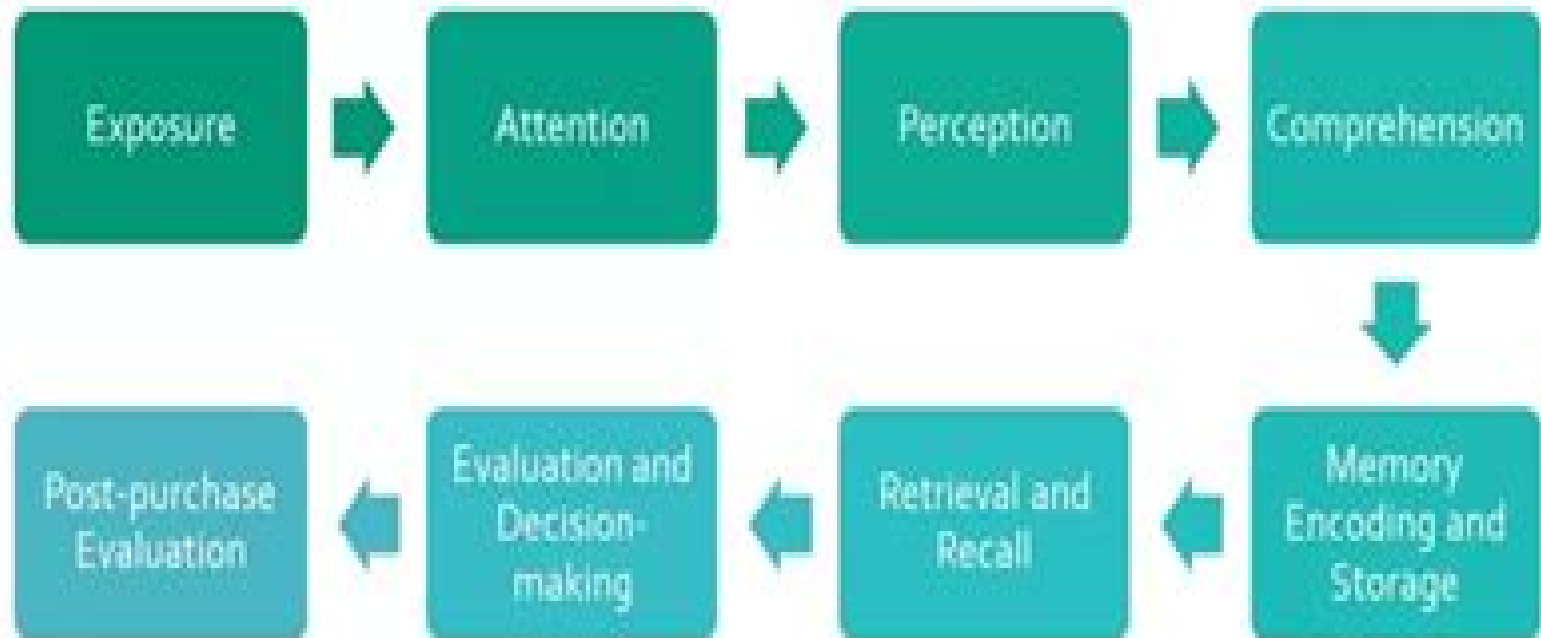 Exposure
Attention
Perception
Comprehension
Memory
Encoding and
Storage
Retrieval and
Recall
Evaluation and
Decision-
making
Post-purchase
Evaluation